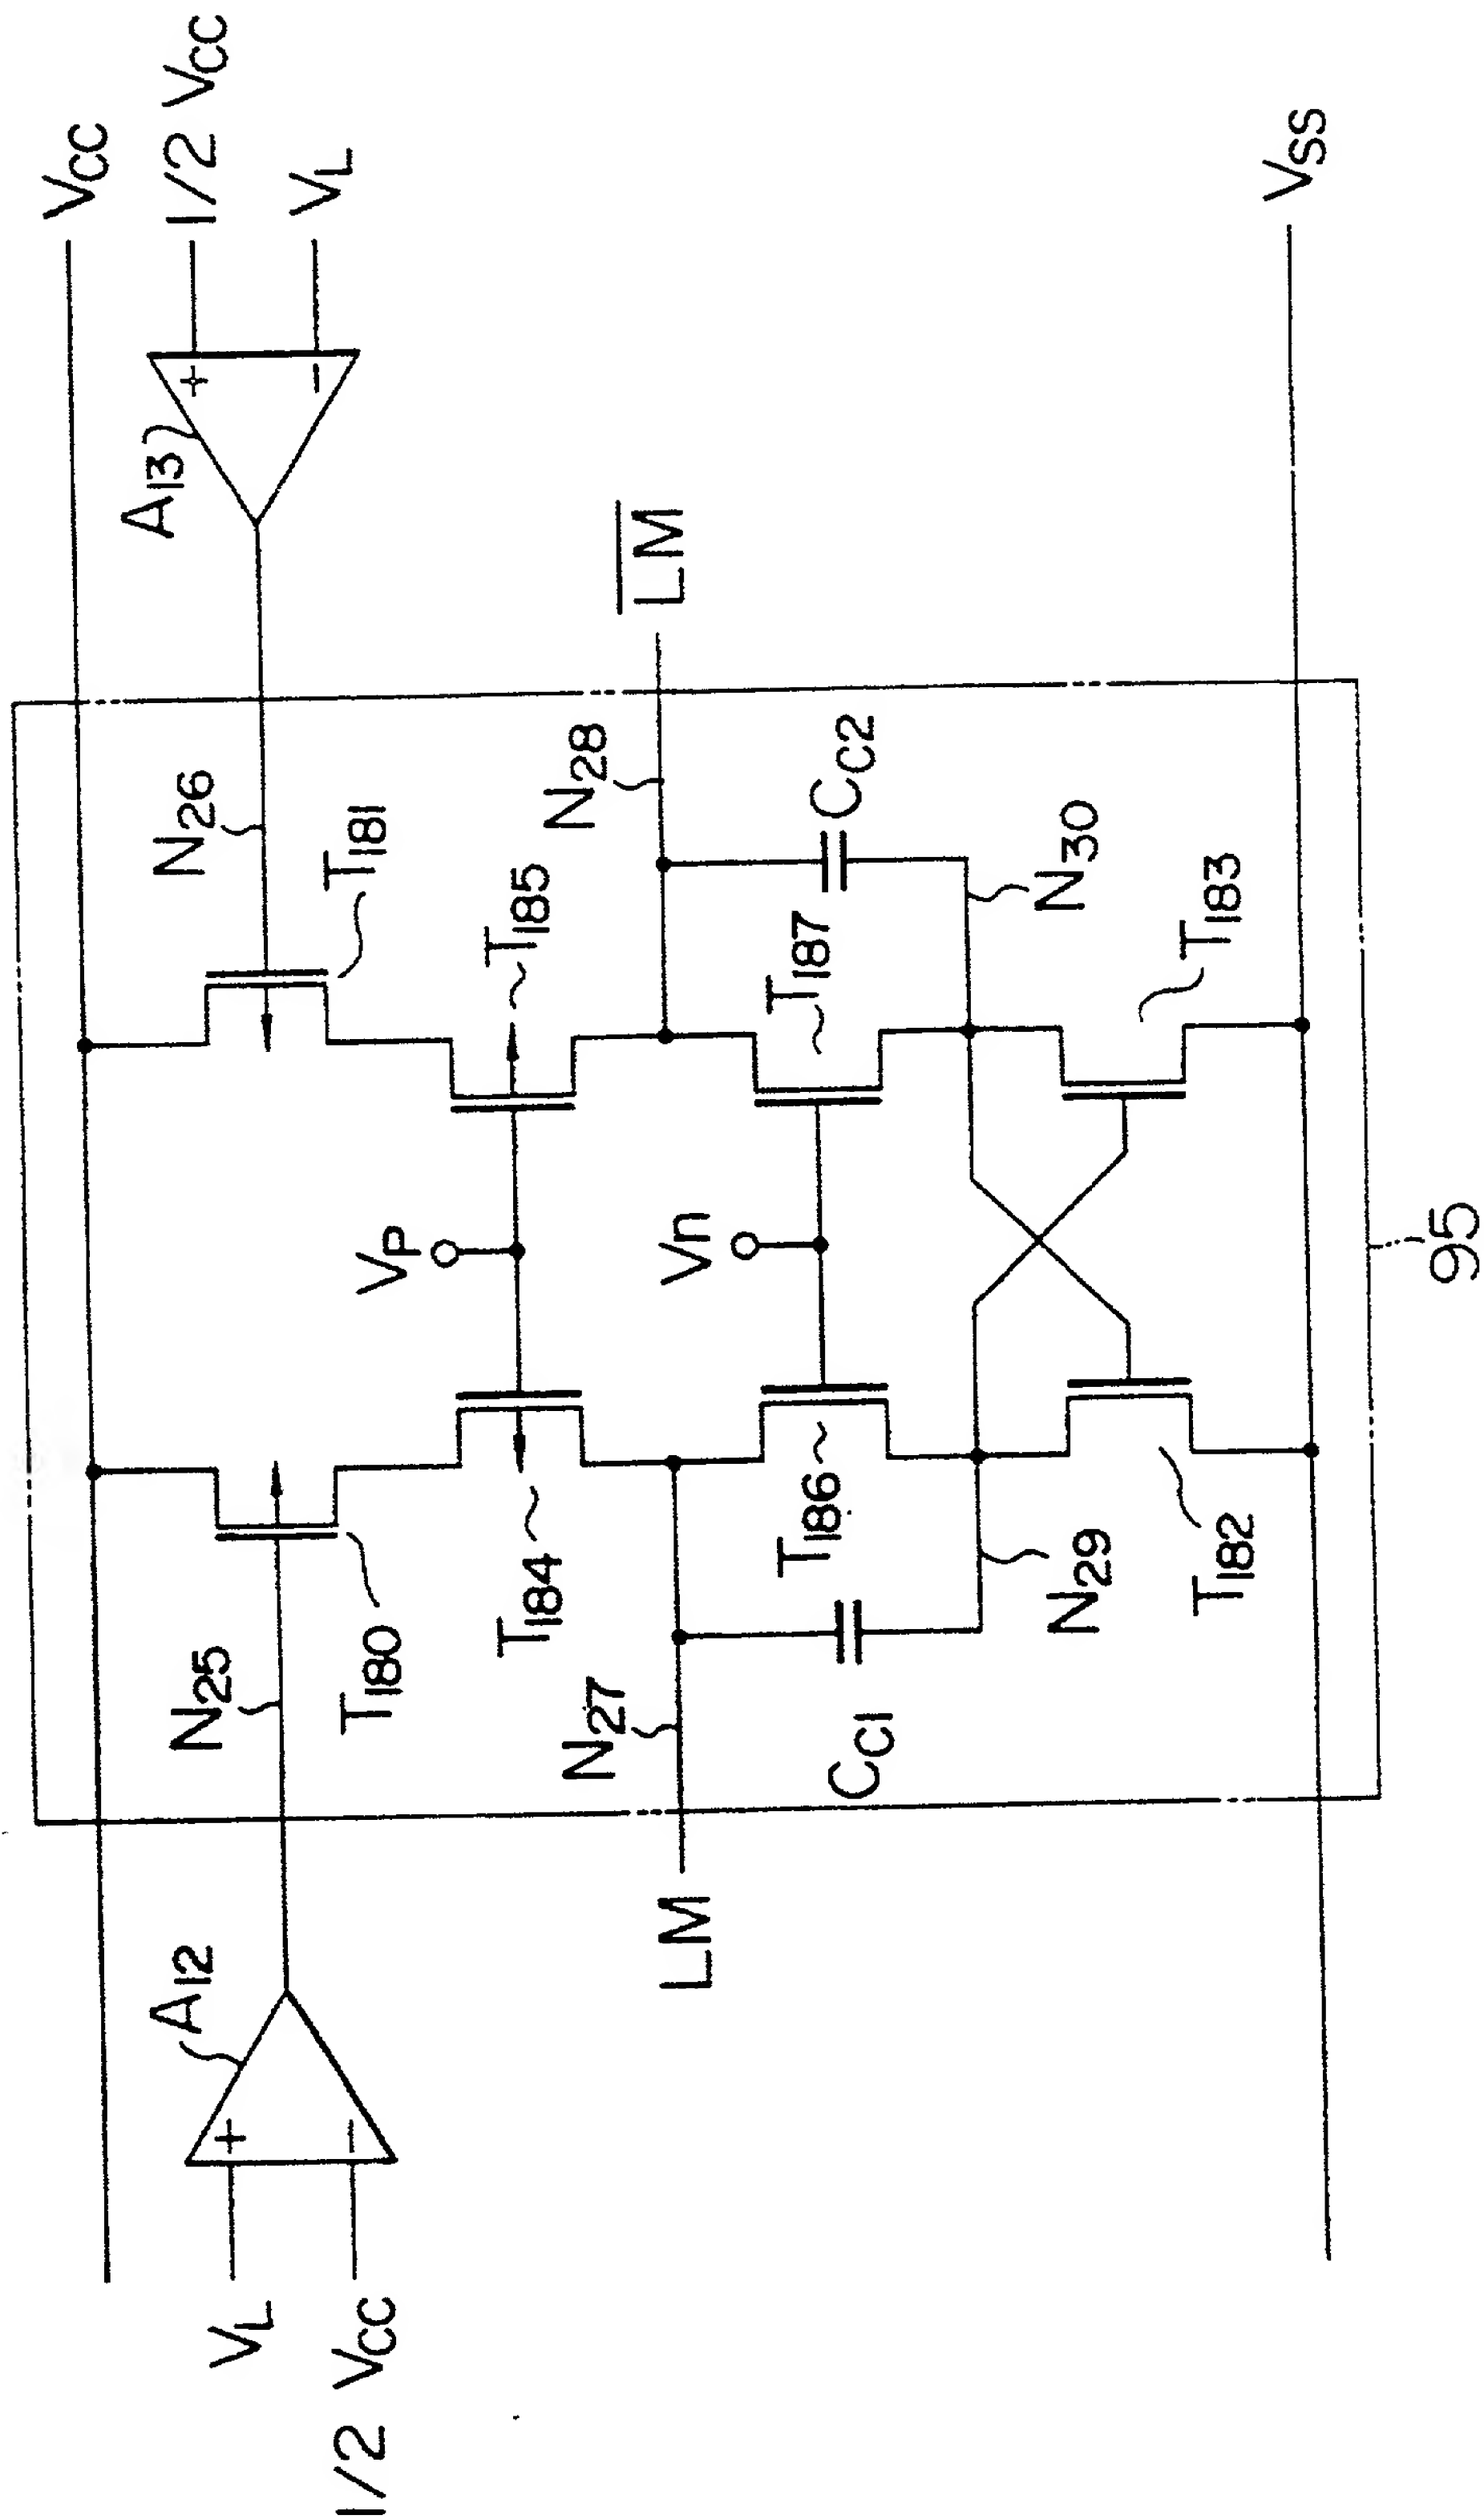 VCC
1/2 VCC
VL
A13
A12
VL
1/2 VCC
N25
N26
T180
T181
VP
T184
T185
LM
N27
N28
LM
Vn
T186
T187
CC1
CC2
N29
N30
T182
T183
VSS
95